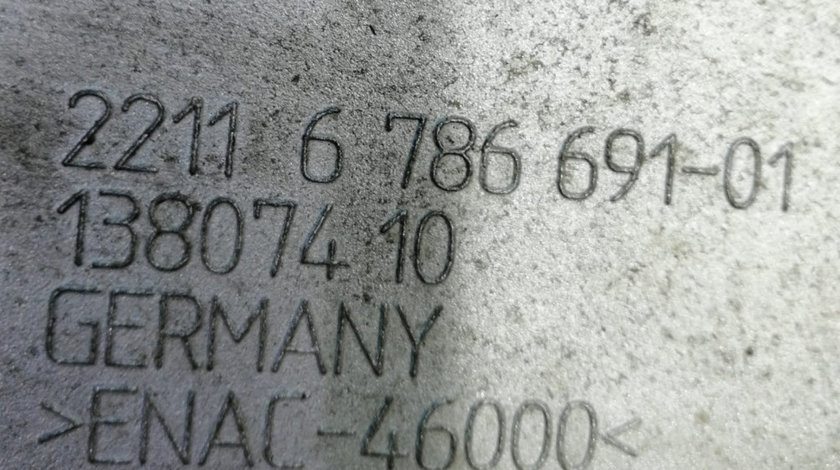 2211 6 786 691-01
138074 10
GERMANY
>ENAC-46000<